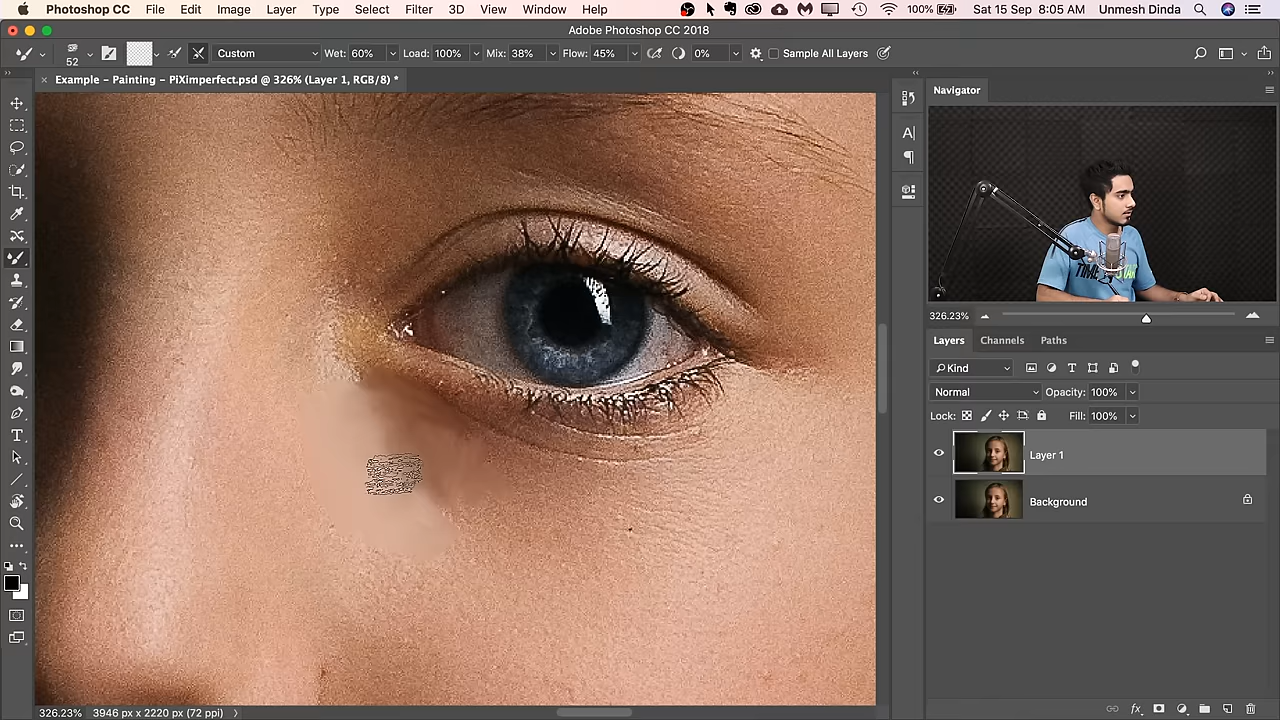 Photoshop CC File Edit Image Layer Type Select Filter 3D View Window Help 100% Sat 15 Sep 8:05 AM Unmesh Dinda
Adobe Photoshop CC 2018
52 Custom Wet: 60% Load: 100% Mix: 38% Flow: 45% 0% Sample All Layers
Example - Painting - PiXimperfect.psd @ 326% (Layer 1, RGB/8) *
Navigator
TIME
326.23%
Layers Channels Paths
Kind
Normal Opacity: 100%
Lock: Fill: 100%
Layer 1
Background
326.23% 3946 px x 2220 px (72 ppi)